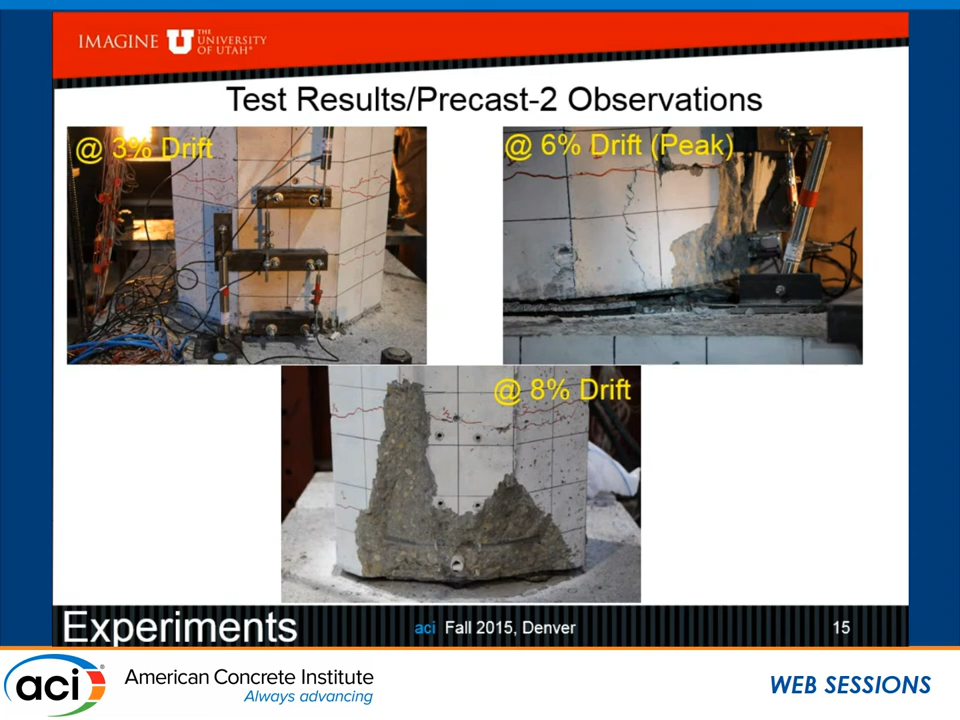 IMAGINE U THE UNIVERSITY OF UTAH®
Test Results/Precast-2 Observations
@ 3% Drift
@ 6% Drift (Peak)
@ 8% Drift
Experiments
aci Fall 2015, Denver
15
aci® American Concrete Institute
Always advancing
WEB SESSIONS